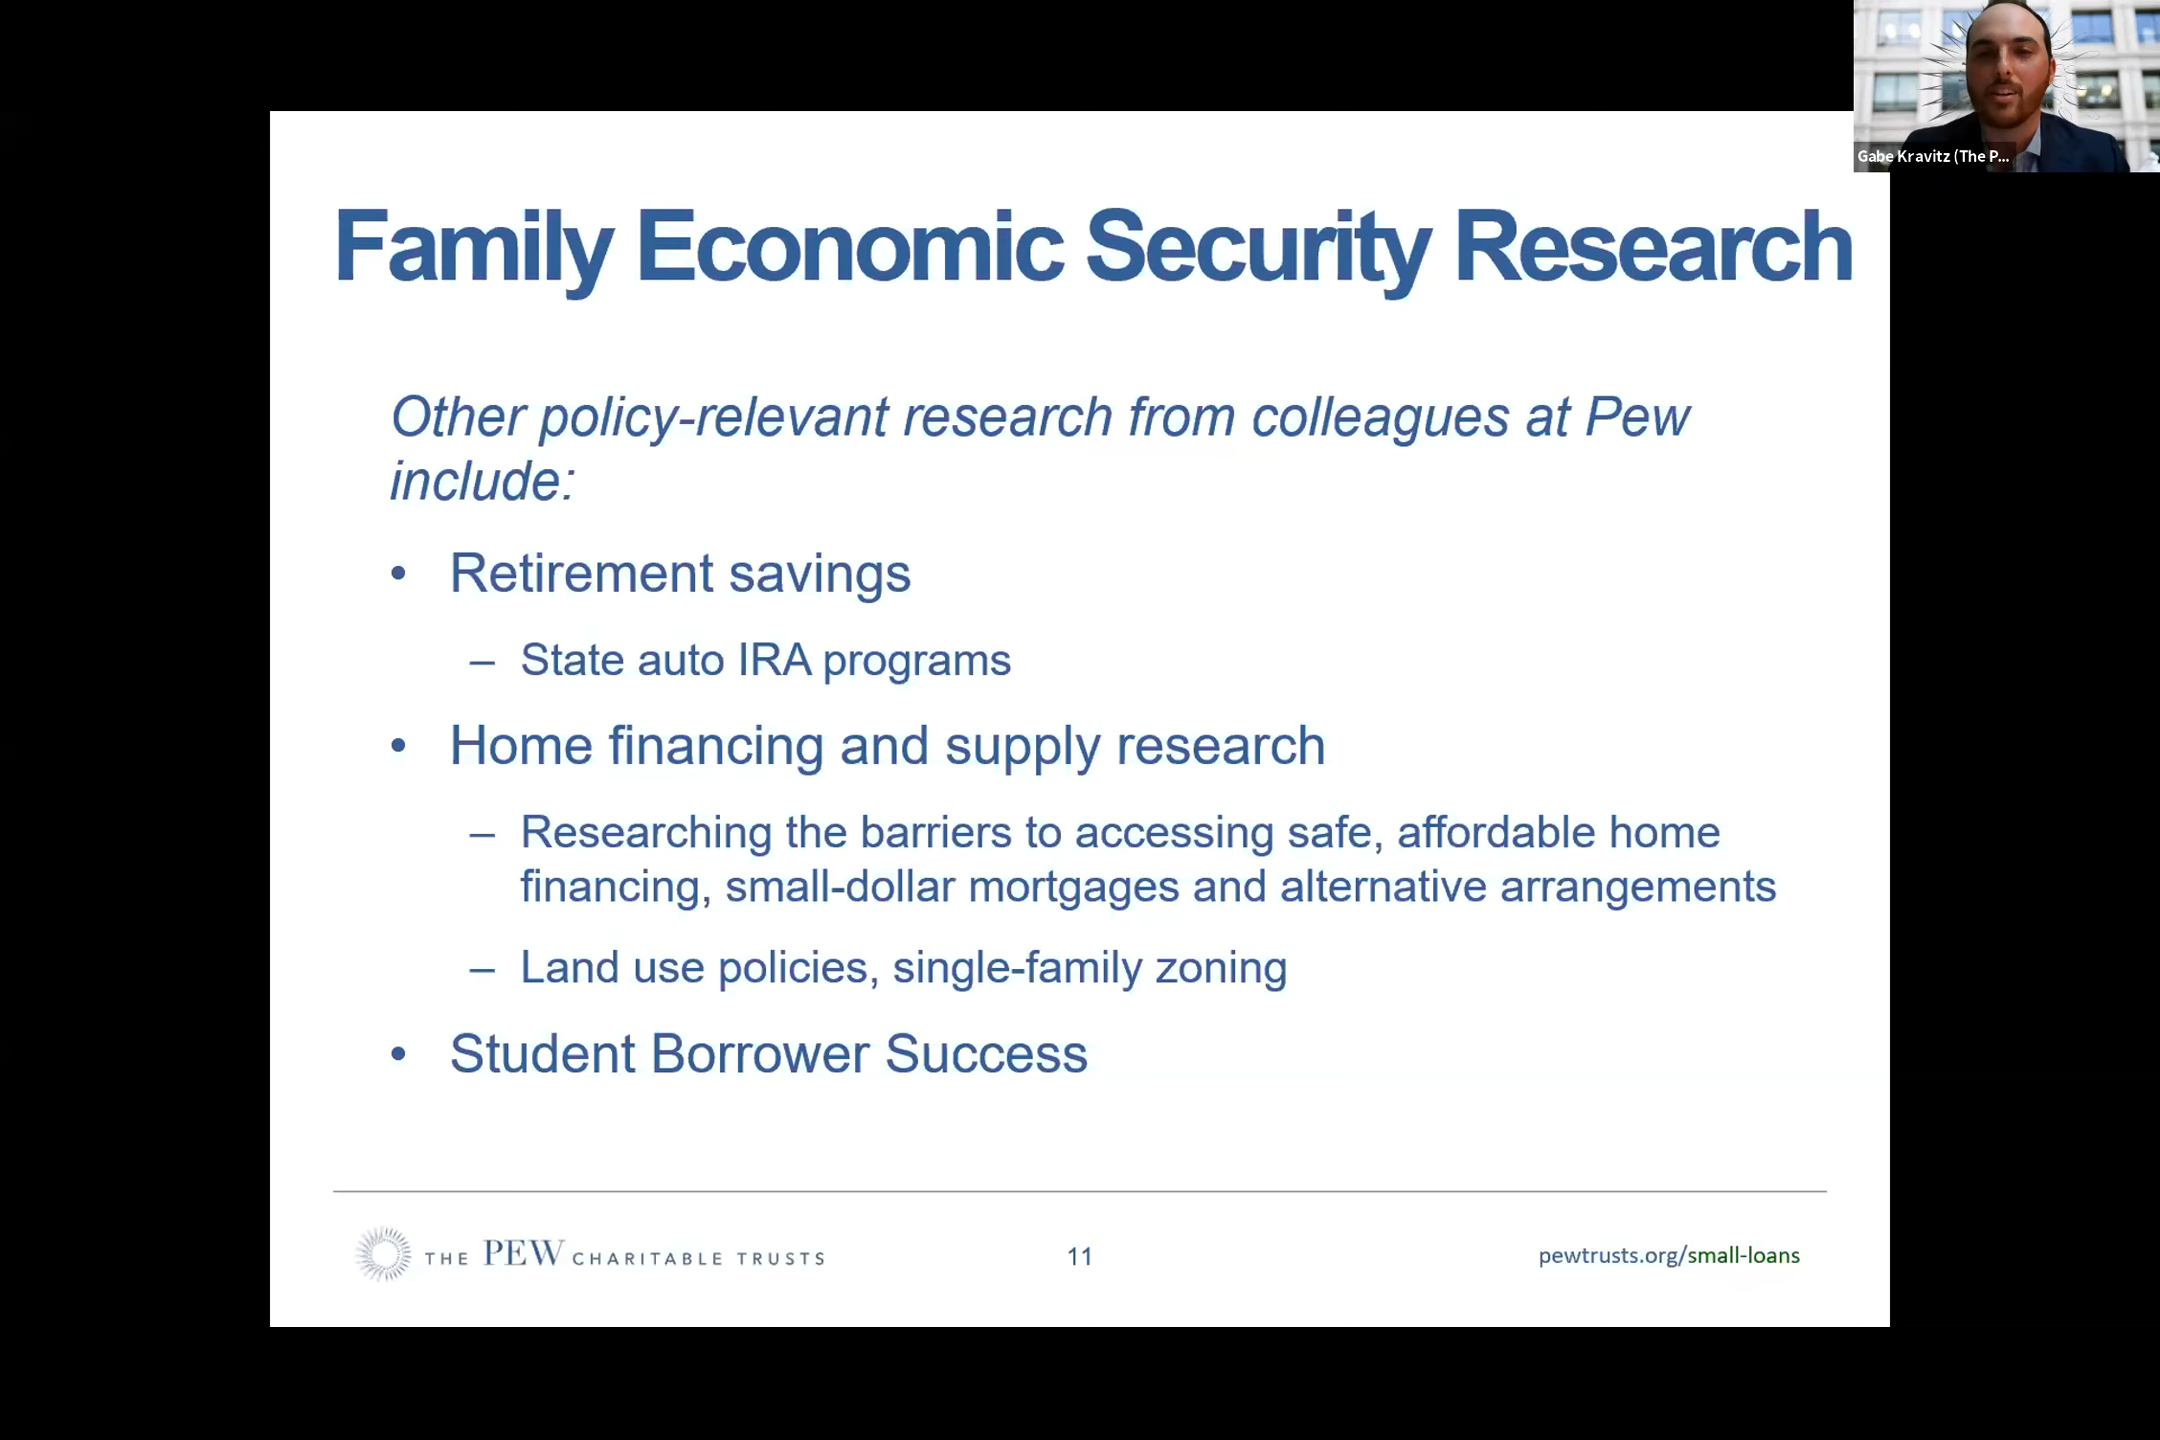 Gabe Kravitz (The P...
Family Economic Security Research
Other policy-relevant research from colleagues at Pew
include:
• Retirement savings
– State auto IRA programs
• Home financing and supply research
– Researching the barriers to accessing safe, affordable home
financing, small-dollar mortgages and alternative arrangements
– Land use policies, single-family zoning
• Student Borrower Success
THE PEW CHARITABLE TRUSTS
11
pewtrusts.org/small-loans